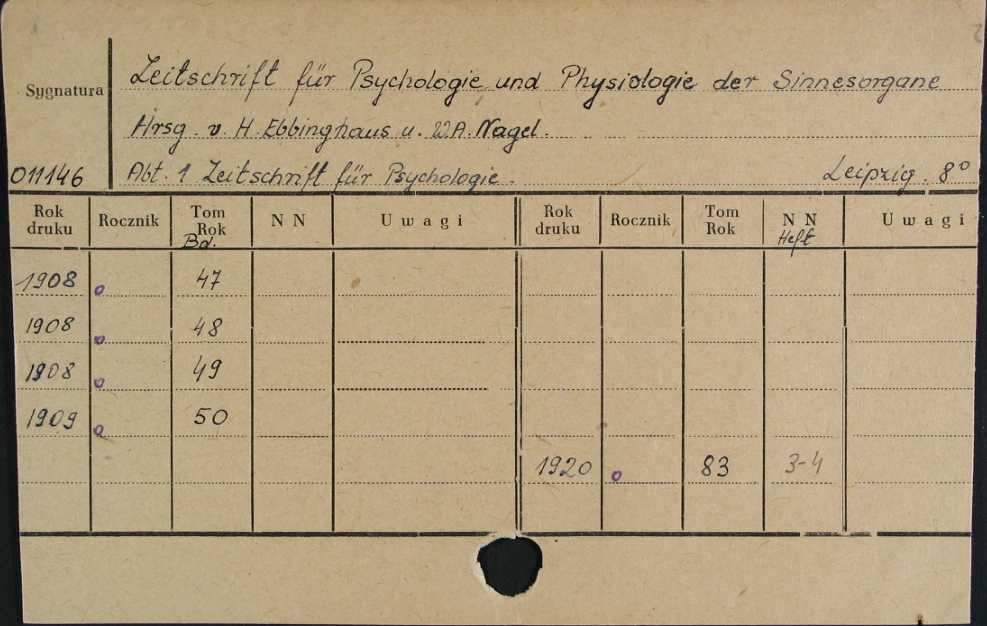 Zeitschrift für Psychologie und Physiologie der Sinnesorgane
Sygnatura
Hrsg. v. H. Ebbinghaus u. W.A. Nagel.
011146 Abt. 1 Zeitschrift für Psychologie. Leipzig. 8°
Rok druku Rocznik Tom Rok Bd. N N Uwagi Rok druku Rocznik Tom Rok N N Heft Uwagi
1908 o 47
1908 o 48
1908 o 49
1909 o 50
1920 o 83 3-4